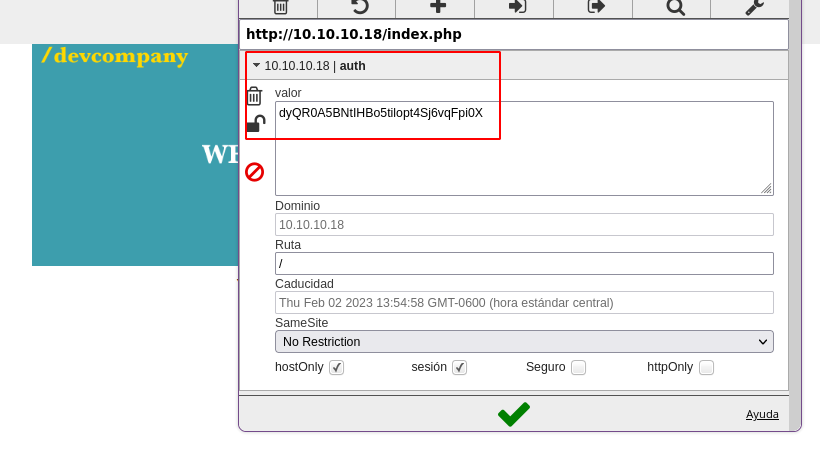 http://10.10.10.18/index.php
/devcompany
10.10.10.18 | auth
valor
dyQR0A5BNtIHBo5tilopt4Sj6vqFpi0X
WH
Dominio
10.10.10.18
Ruta
/
Caducidad
Thu Feb 02 2023 13:54:58 GMT-0600 (hora estándar central)
SameSite
No Restriction
hostOnly sesión Seguro httpOnly
Ayuda